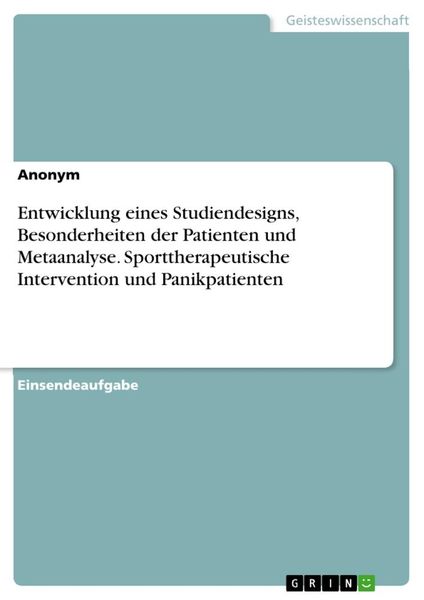 Geisteswissenschaft
Anonym
Entwicklung eines Studiendesigns,
Besonderheiten der Patienten und
Metaanalyse. Sporttherapeutische
Intervention und Panikpatienten
Einsendeaufgabe
GRIN